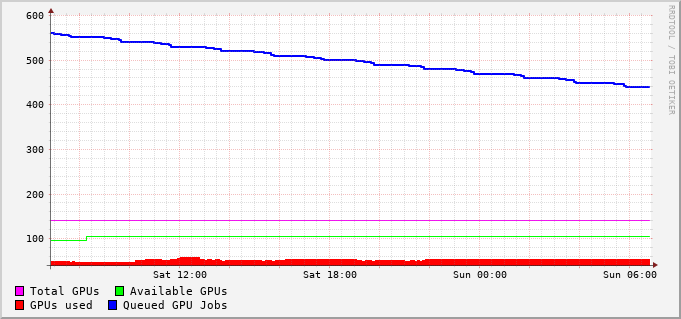 600
500
400
300
200
100
Sat 12:00 Sat 18:00 Sun 00:00 Sun 06:00
Total GPUs Available GPUs
GPUs used Queued GPU Jobs
RRDTOOL / TOBI OETIKER